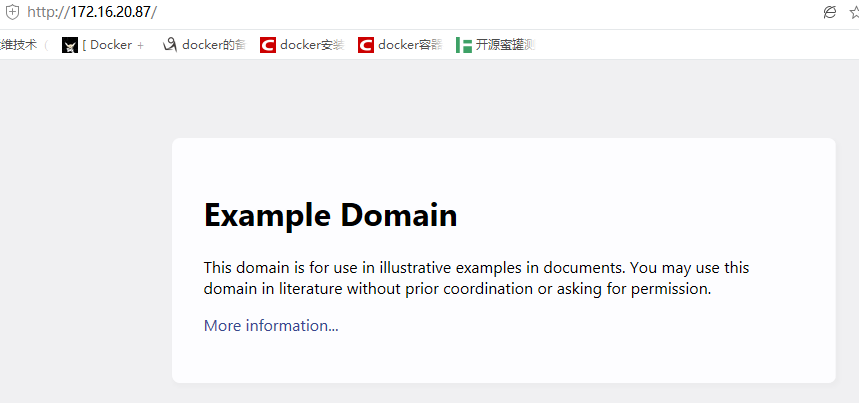 http://172.16.20.87/
维技术
[ Docker +
docker的备
docker安装
docker容器
开源蜜罐测
Example Domain
This domain is for use in illustrative examples in documents. You may use this
domain in literature without prior coordination or asking for permission.
More information...